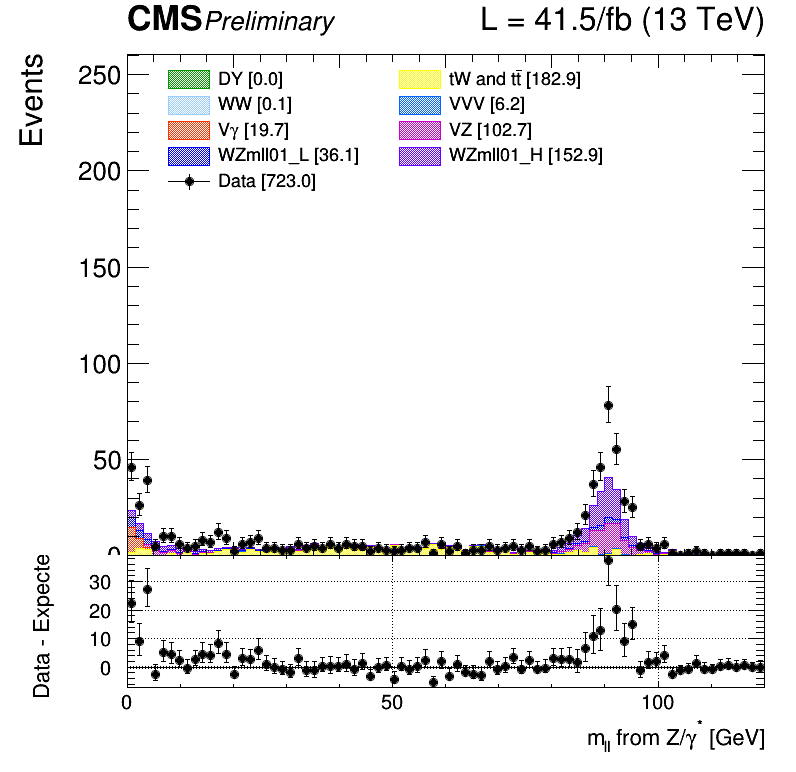 CMS Preliminary L = 41.5/fb (13 TeV)
Events
250
200
150
100
50
0
DY [0.0] tW and tt̄ [182.9]
WW [0.1] VVV [6.2]
Vγ [19.7] VZ [102.7]
WZmll01_L [36.1] WZmll01_H [152.9]
Data [723.0]
Data - Expecte
30
20
10
0
0 50 100
m_ll from Z/γ* [GeV]